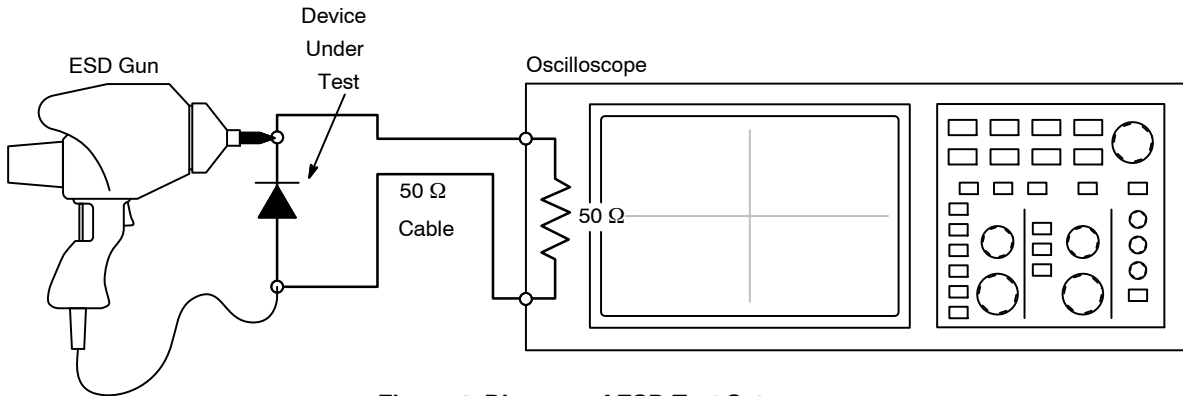 Device
Under
Test
ESD Gun
Oscilloscope
50 Ω
Cable
50 Ω